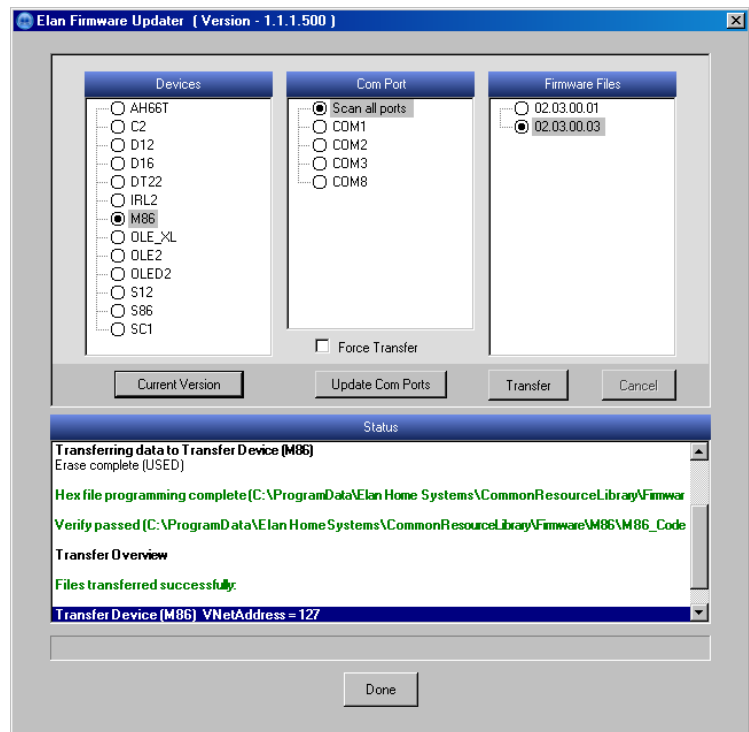 Elan Firmware Updater ( Version - 1.1.1.500 )
Devices
AH66T
C2
D12
D16
DT22
IRL2
M86
OLE_XL
OLE2
OLED2
S12
S86
SC1
Com Port
Scan all ports
COM1
COM2
COM3
COM8
Force Transfer
Firmware Files
02.03.00.01
02.03.00.03
Current Version
Update Com Ports
Transfer
Cancel
Status
Transferring data to Transfer Device (M86)
Erase complete (USED)
Hex file programming complete (C:\ProgramData\Elan Home Systems\CommonResourceLibrary\Firmwar
Verify passed (C:\ProgramData\Elan Home Systems\CommonResourceLibrary\Firmware\M86\M86_Code
Transfer Overview
Files transferred successfully:
Transfer Device (M86) VNetAddress = 127
Done